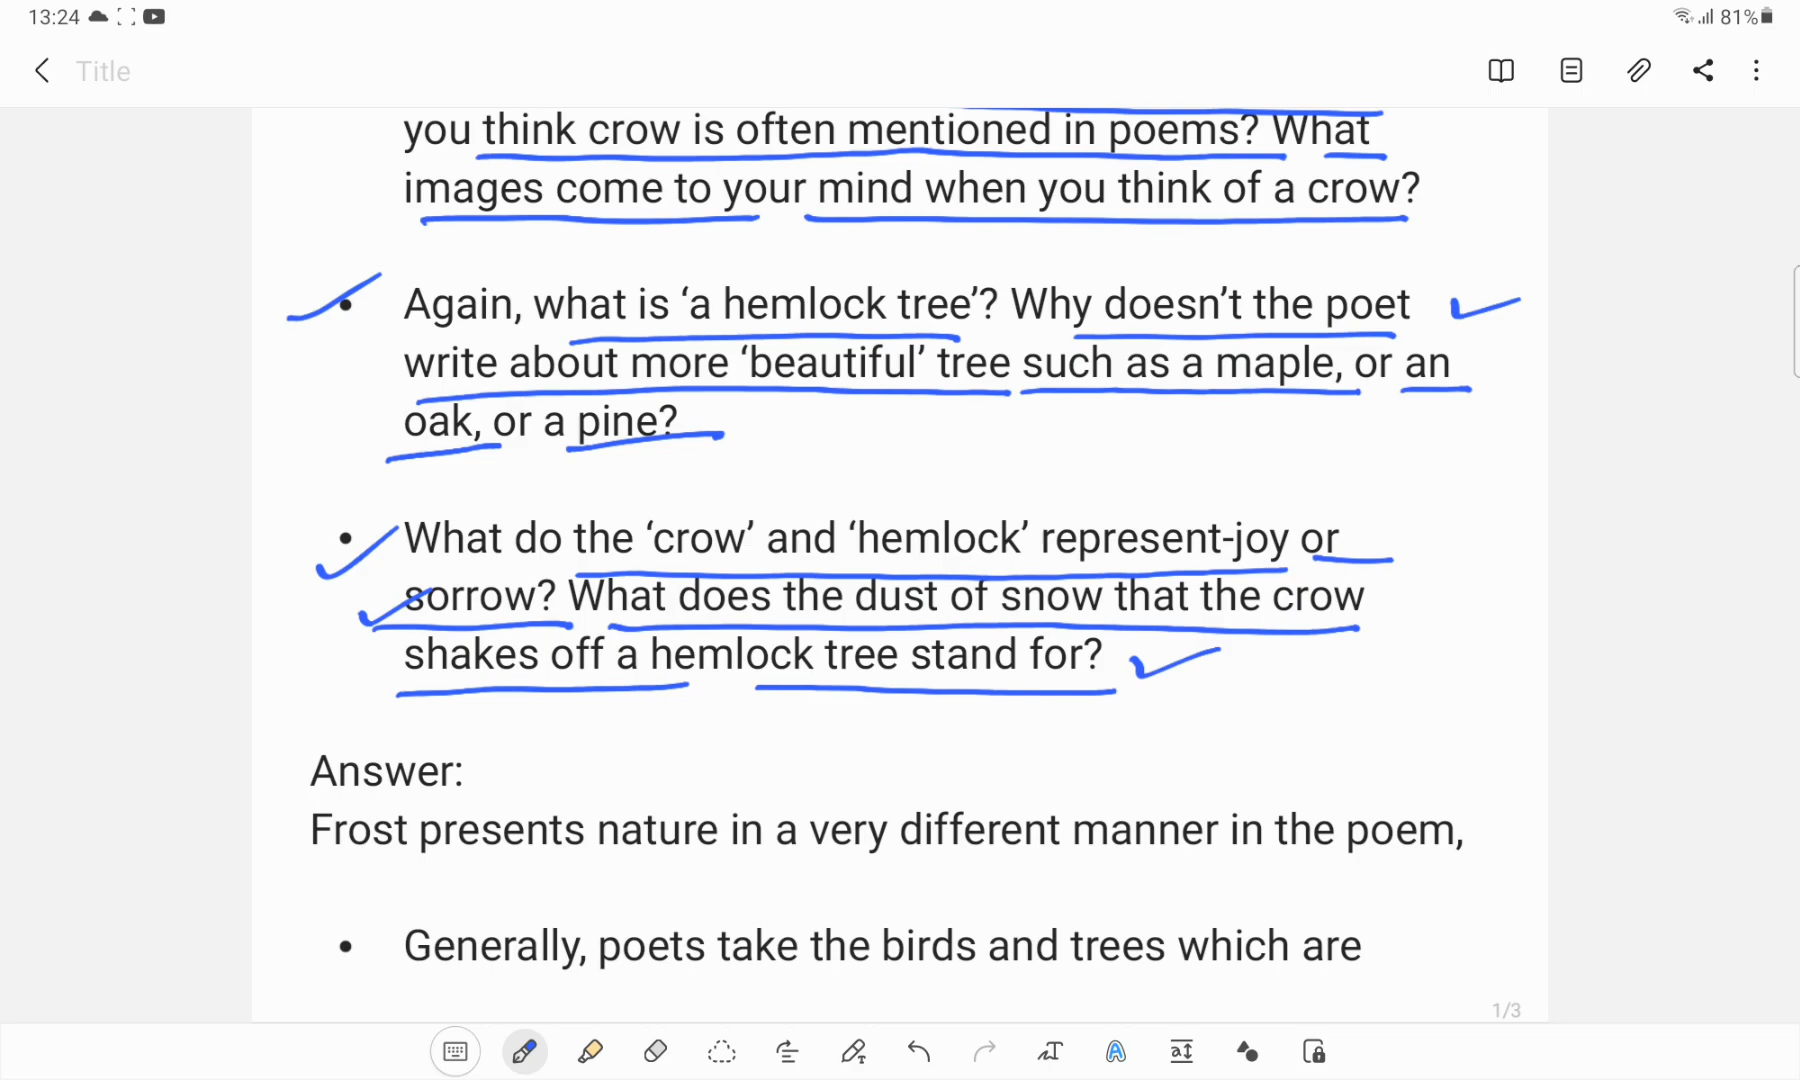 13:24 81%
Title
you think crow is often mentioned in poems? What
images come to your mind when you think of a crow?
Again, what is ‘a hemlock tree’? Why doesn’t the poet
write about more ‘beautiful’ tree such as a maple, or an
oak, or a pine?
What do the ‘crow’ and ‘hemlock’ represent-joy or
sorrow? What does the dust of snow that the crow
shakes off a hemlock tree stand for?
Answer:
Frost presents nature in a very different manner in the poem,
Generally, poets take the birds and trees which are
1/3